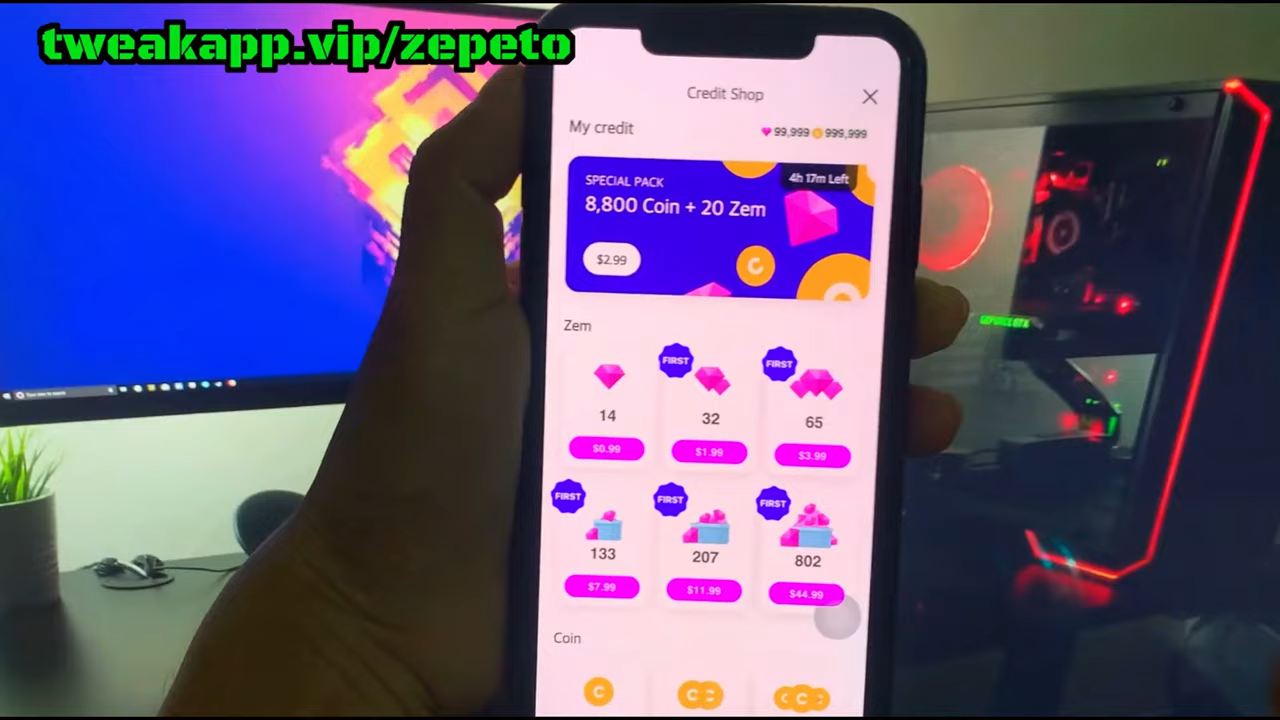 tweakapp.vip/zepeto
Credit Shop
My credit
99,999 999,999
4h 17m Left
SPECIAL PACK
8,800 Coin + 20 Zem
$2.99
Zem
FIRST FIRST
14 32 65
$0.99 $1.99 $3.99
FIRST FIRST FIRST
133 207 802
$7.99 $11.99 $44.99
Coin
GEFORCE GTX